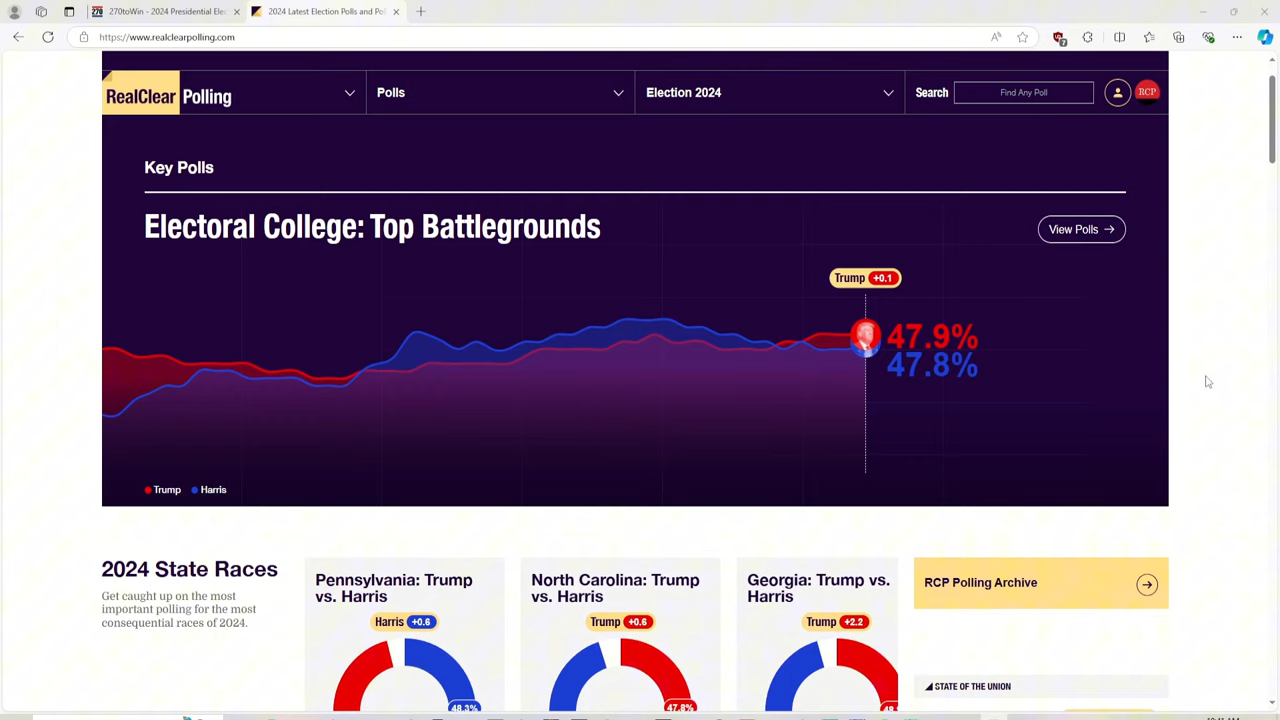 270toWin - 2024 Presidential Elec
2024 Latest Election Polls and Po
https://www.realclearpolling.com
RealClear Polling
Polls
Election 2024
Search
Find Any Poll
RCP
Key Polls
Electoral College: Top Battlegrounds
View Polls
Trump +0.1
47.9%
47.8%
Trump
Harris
2024 State Races
Get caught up on the most
important polling for the most
consequential races of 2024.
Pennsylvania: Trump
vs. Harris
Harris +0.6
48.3%
North Carolina: Trump
vs. Harris
Trump +0.6
47.8%
Georgia: Trump vs.
Harris
Trump +2.2
RCP Polling Archive
STATE OF THE UNION